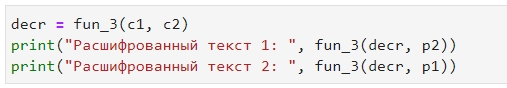 decr = fun_3(c1, c2)
print("Расшифрованный текст 1: ", fun_3(decr, p2))
print("Расшифрованный текст 2: ", fun_3(decr, p1))